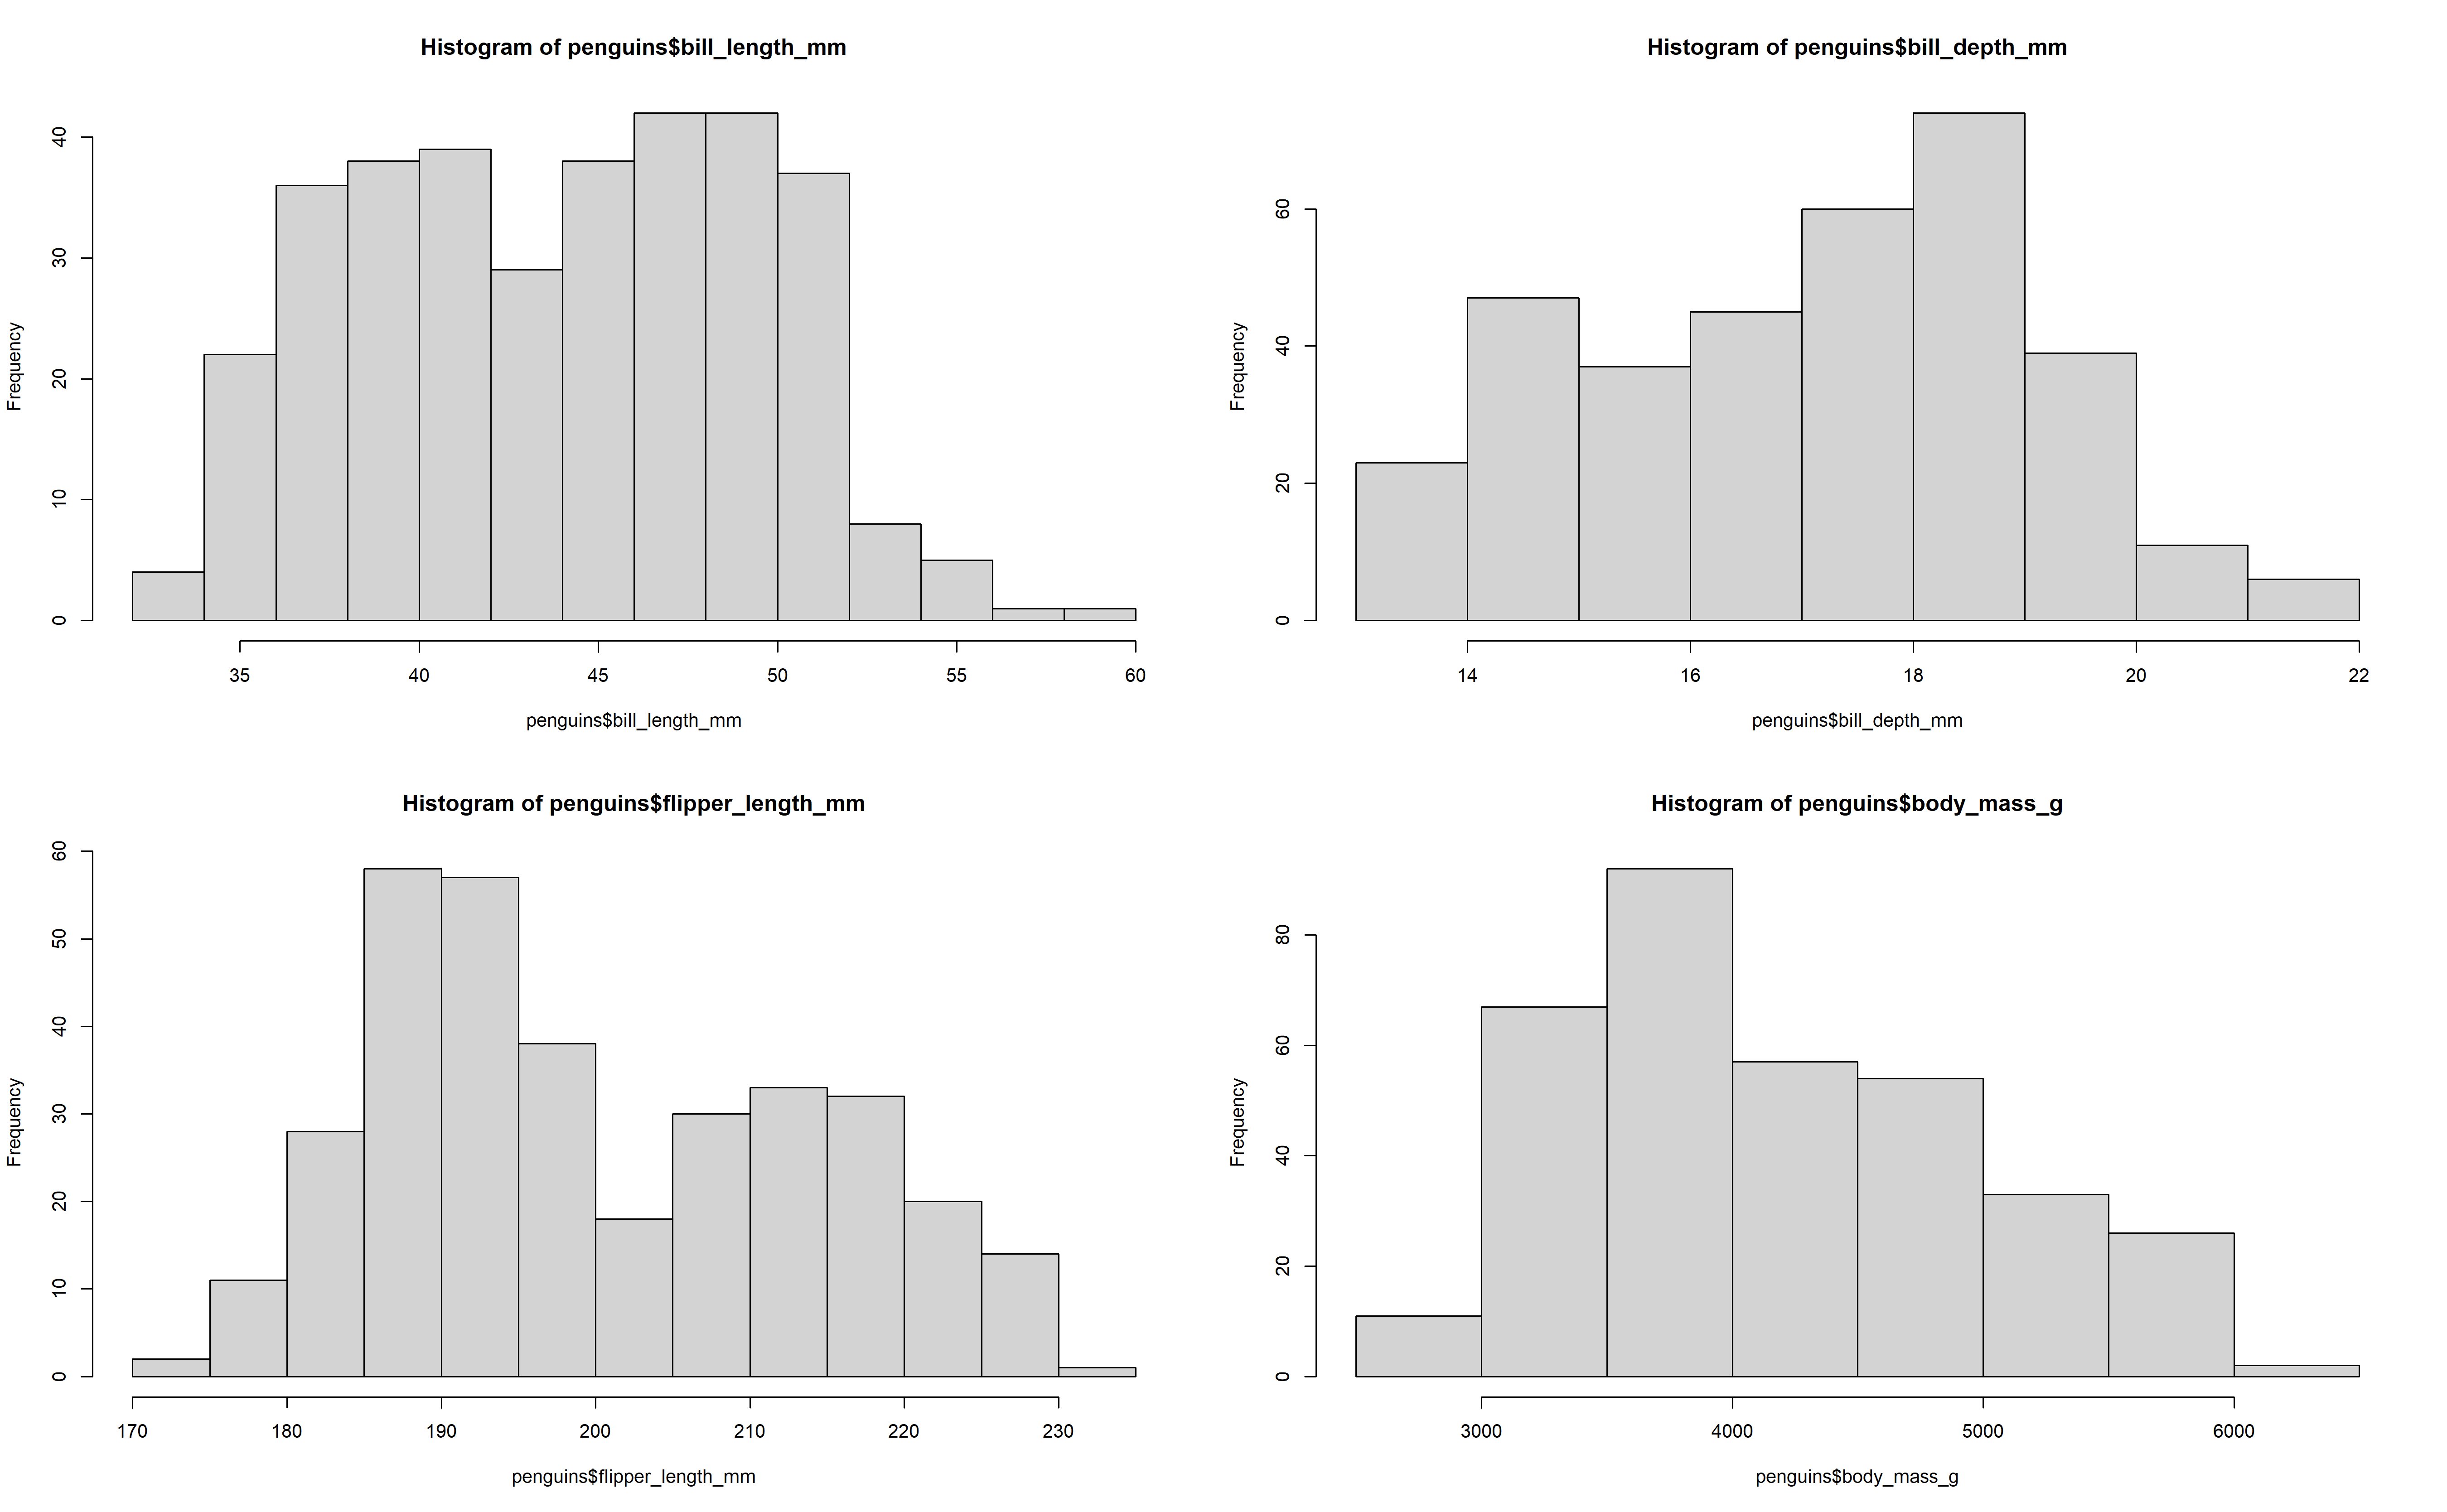 Histogram of penguins$bill_length_mm
Frequency
0 10 20 30 40
35 40 45 50 55 60
penguins$bill_length_mm
Histogram of penguins$bill_depth_mm
Frequency
0 20 40 60
14 16 18 20 22
penguins$bill_depth_mm
Histogram of penguins$flipper_length_mm
Frequency
0 10 20 30 40 50 60
170 180 190 200 210 220 230
penguins$flipper_length_mm
Histogram of penguins$body_mass_g
Frequency
0 20 40 60 80
3000 4000 5000 6000
penguins$body_mass_g